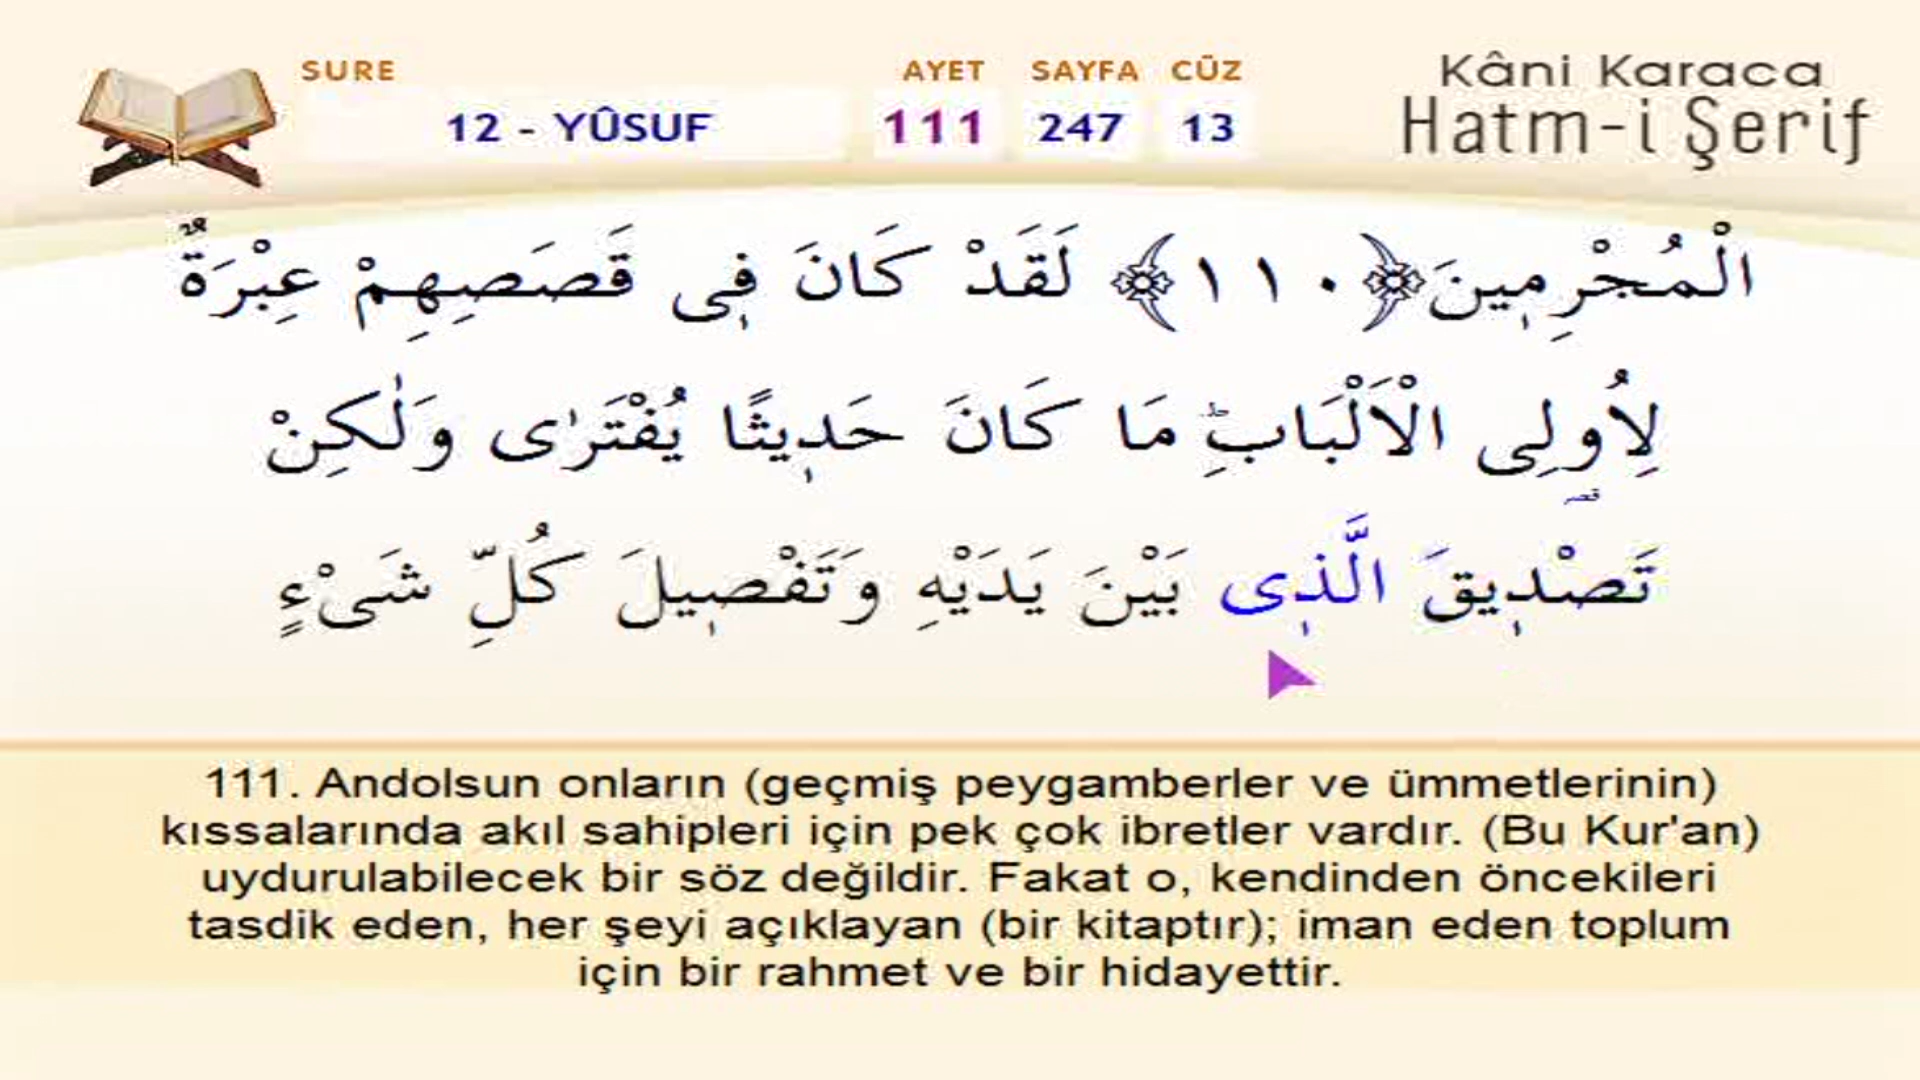 SURE
AYET SAYFA CÜZ
12 - YÛSUF
111 247 13
Kâni Karaca
Hatm-i Şerif
الْمُجْرِمٖينَ ﴿١١٠﴾ لَقَدْ كَانَ فٖى قَصَصِهِمْ عِبْرَةٌ
لِاُولِى الْاَلْبَابِؕ مَا كَانَ حَدٖيثًا يُفْتَرٰى وَلٰكِنْ
تَصْدٖيقَ الَّذٖى بَيْنَ يَدَيْهِ وَتَفْصٖيلَ كُلِّ شَىْءٍ
111. Andolsun onların (geçmiş peygamberler ve ümmetlerinin)
kıssalarında akıl sahipleri için pek çok ibretler vardır. (Bu Kur'an)
uydurulabilecek bir söz değildir. Fakat o, kendinden öncekileri
tasdik eden, her şeyi açıklayan (bir kitaptır); iman eden toplum
için bir rahmet ve bir hidayettir.